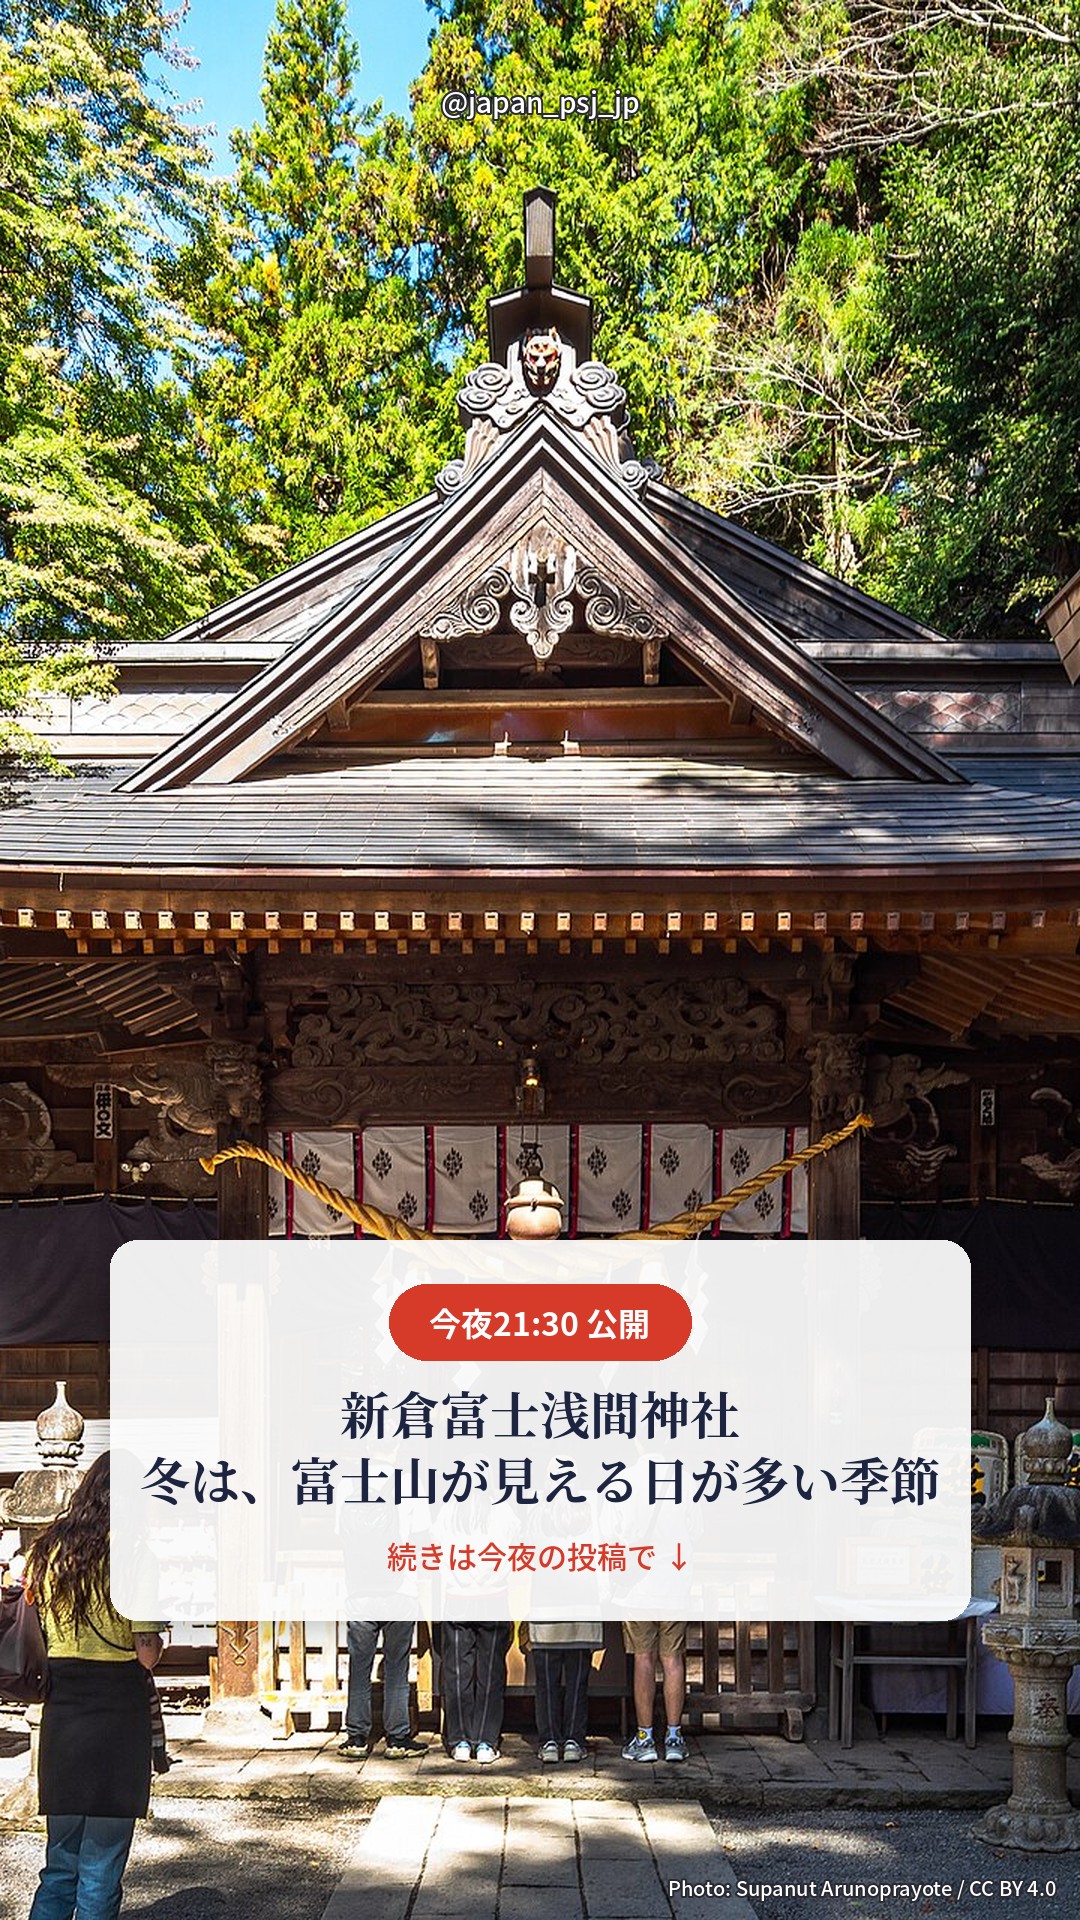 @japan_psj_jp
今夜21:30 公開
新倉富士浅間神社
冬は、富士山が見える日が多い季節
続きは今夜の投稿で ↓
奉
Photo: Supanut Arunoprayote / CC BY 4.0